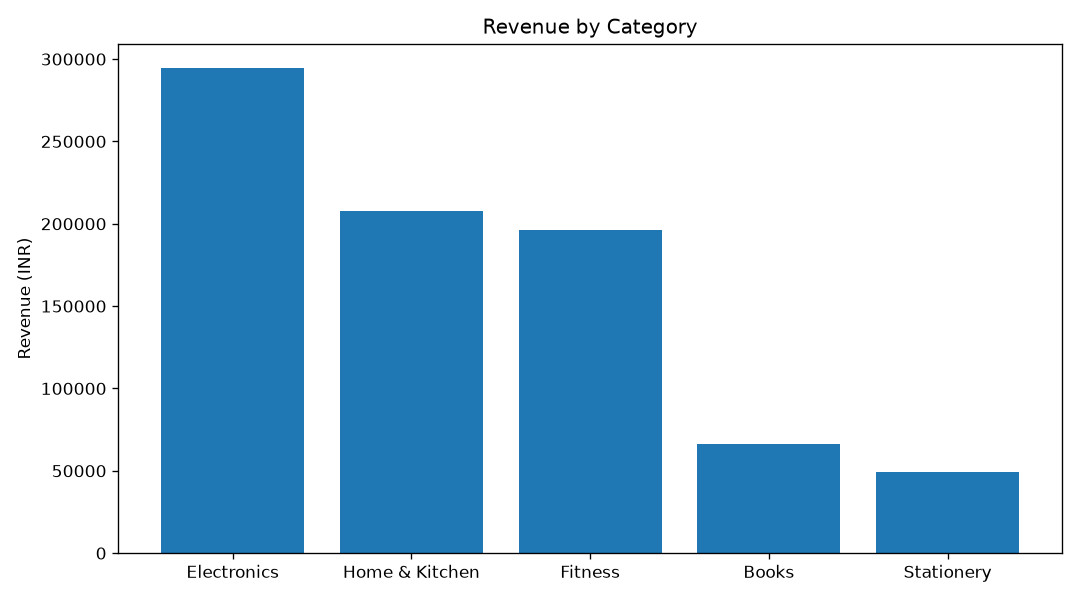 Revenue by Category
Revenue (INR)
300000
250000
200000
150000
100000
50000
0
Electronics Home & Kitchen Fitness Books Stationery